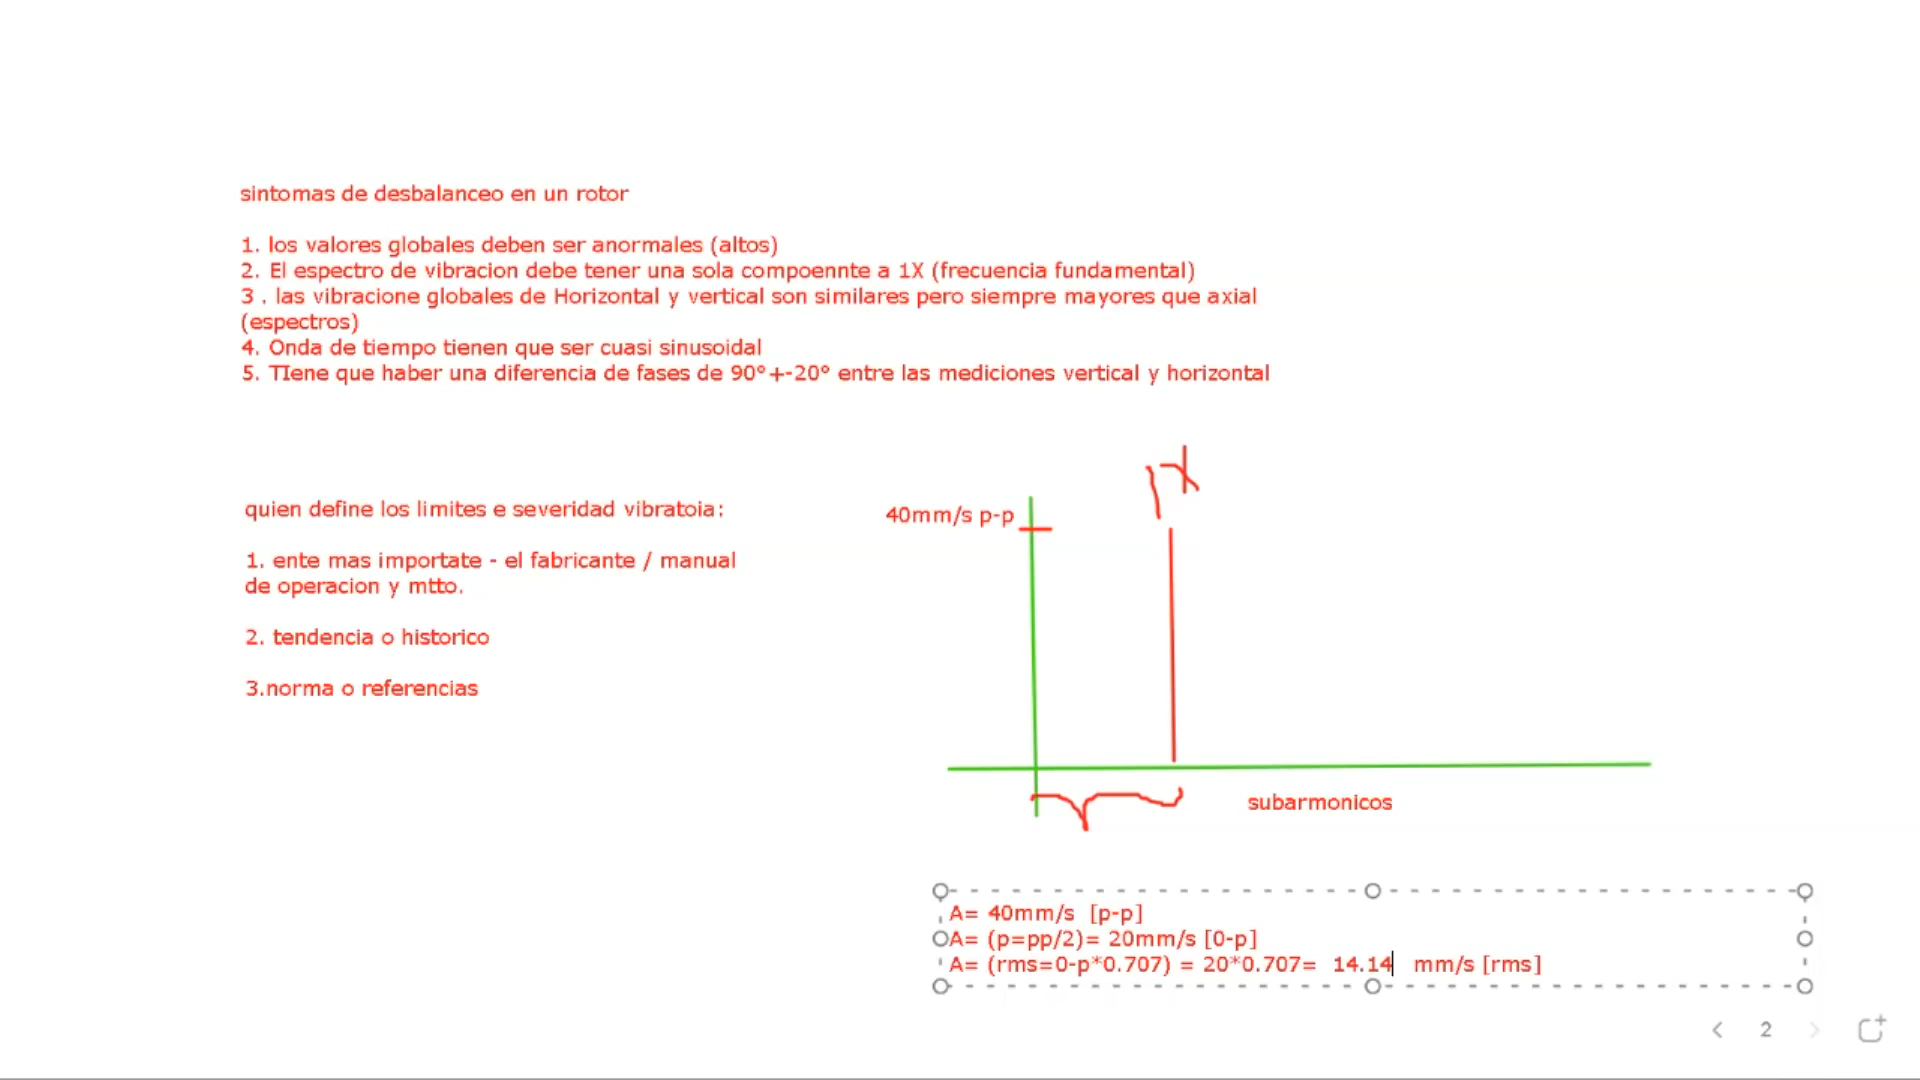 sintomas de desbalanceo en un rotor
1. los valores globales deben ser anormales (altos)
2. El espectro de vibracion debe tener una sola compoennte a 1X (frecuencia fundamental)
3 . las vibracione globales de Horizontal y vertical son similares pero siempre mayores que axial
(espectros)
4. Onda de tiempo tienen que ser cuasi sinusoidal
5. TIene que haber una diferencia de fases de 90°+-20° entre las mediciones vertical y horizontal
quien define los limites e severidad vibratoia:
1. ente mas importate - el fabricante / manual
de operacion y mtto.
2. tendencia o historico
3.norma o referencias
1X
40mm/s p-p
subarmonicos
A= 40mm/s [p-p]
A= (p=pp/2)= 20mm/s [0-p]
A= (rms=0-p*0.707) = 20*0.707= 14.14 mm/s [rms]
2